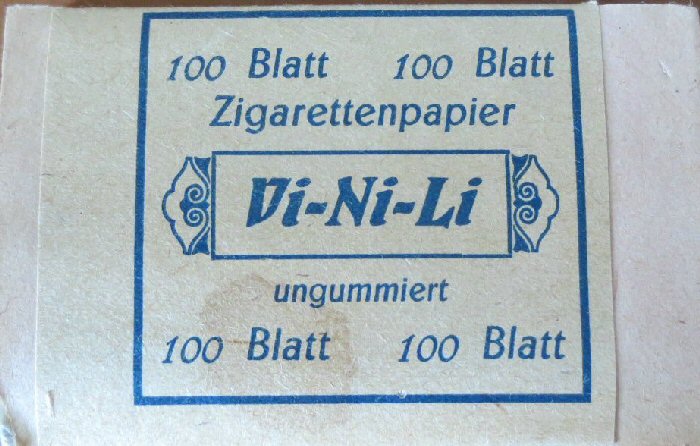 100 Blatt 100 Blatt
Zigarettenpapier
Vi-Ni-Li
ungummiert
100 Blatt 100 Blatt